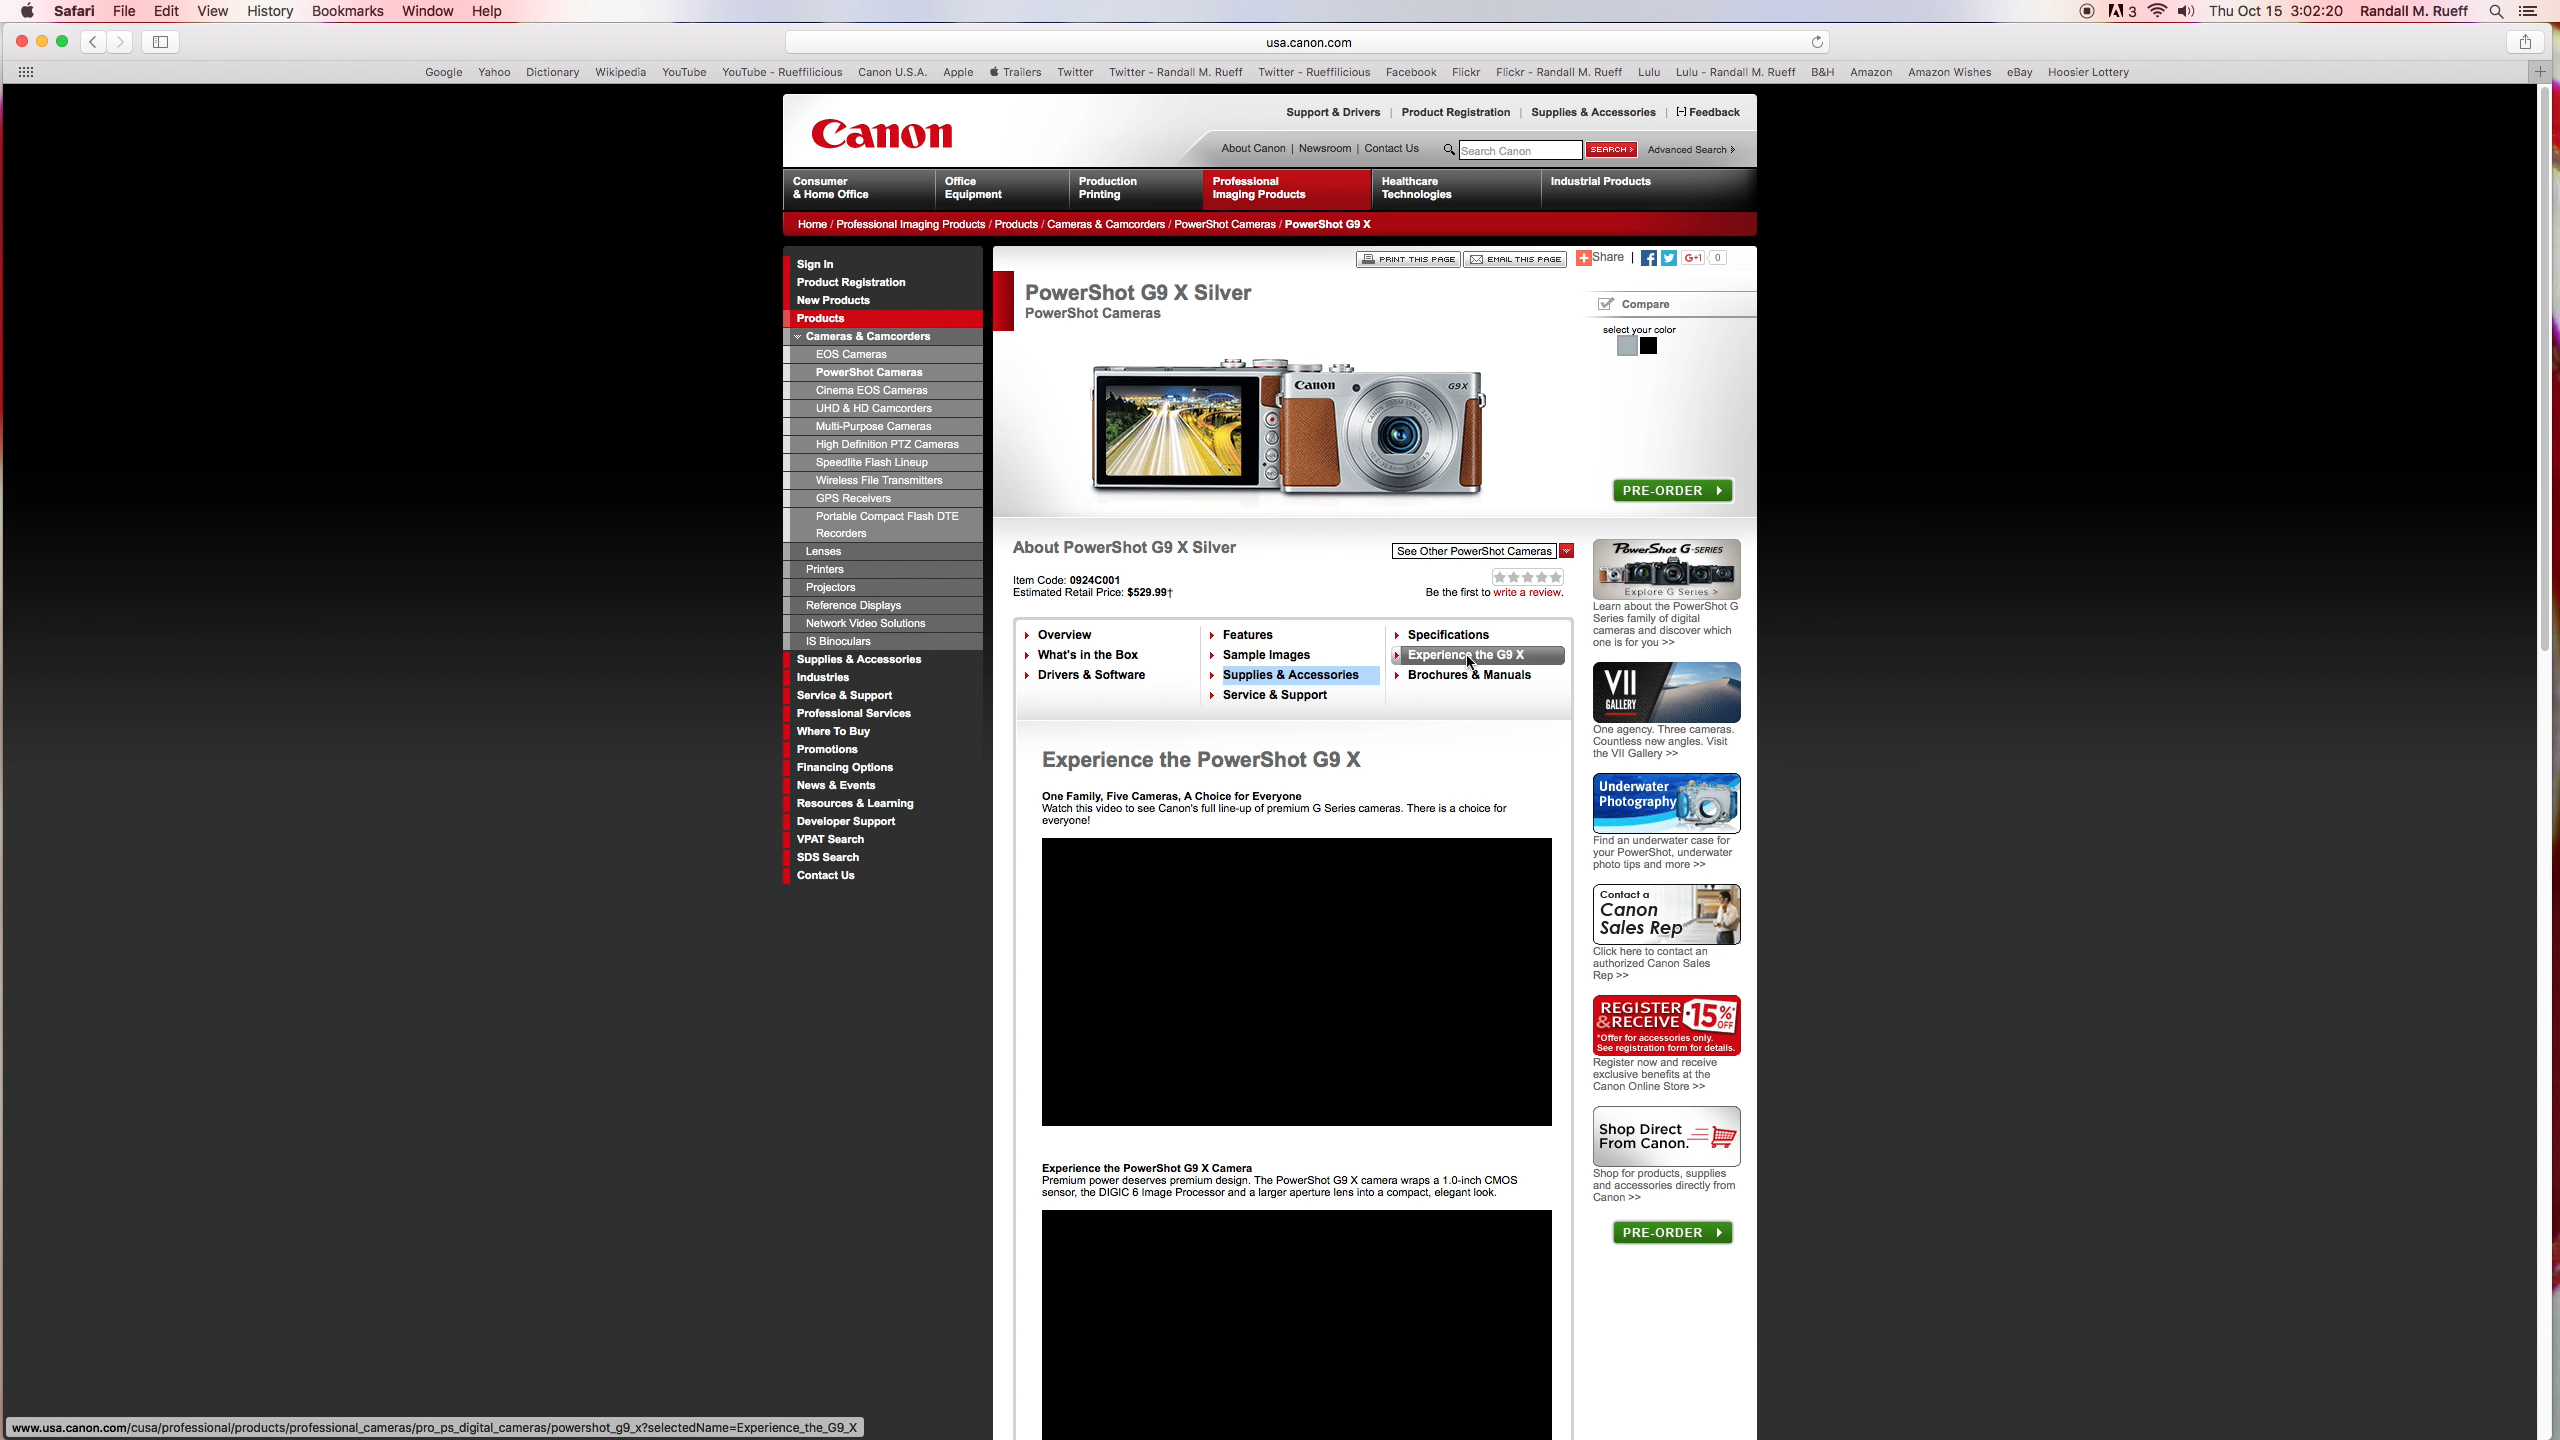 Safari File Edit View History Bookmarks Window Help
3 Thu Oct 15 3:02:20 Randall M. Rueff
usa.canon.com
Google Yahoo Dictionary Wikipedia YouTube YouTube - Rueffilicious Canon U.S.A. Apple Trailers Twitter Twitter - Randall M. Rueff Twitter - Rueffilicious Facebook Flickr Flickr - Randall M. Rueff Lulu Lulu - Randall M. Rueff B&H Amazon Amazon Wishes eBay Hoosier Lottery
Canon
Support & Drivers | Product Registration | Supplies & Accessories | [-] Feedback
About Canon | Newsroom | Contact Us Search Canon SEARCH Advanced Search
Consumer
& Home Office
Office
Equipment
Production
Printing
Professional
Imaging Products
Healthcare
Technologies
Industrial Products
Home / Professional Imaging Products / Products / Cameras & Camcorders / PowerShot Cameras / PowerShot G9 X
Sign In
Product Registration
New Products
Products
Cameras & Camcorders
EOS Cameras
PowerShot Cameras
Cinema EOS Cameras
UHD & HD Camcorders
Multi-Purpose Cameras
High Definition PTZ Cameras
Speedlite Flash Lineup
Wireless File Transmitters
GPS Receivers
Portable Compact Flash DTE
Recorders
Lenses
Printers
Projectors
Reference Displays
Network Video Solutions
IS Binoculars
Supplies & Accessories
Industries
Service & Support
Professional Services
Where To Buy
Promotions
Financing Options
News & Events
Resources & Learning
Developer Support
VPAT Search
SDS Search
Contact Us
PRINT THIS PAGE EMAIL THIS PAGE Share | G+1 0
PowerShot G9 X Silver
PowerShot Cameras
Compare
select your color
Canon G9X
PRE-ORDER
About PowerShot G9 X Silver
See Other PowerShot Cameras
Item Code: 0924C001
Estimated Retail Price: $529.99†
Be the first to write a review.
Overview
What's in the Box
Drivers & Software
Features
Sample Images
Supplies & Accessories
Service & Support
Specifications
Experience the G9 X
Brochures & Manuals
Experience the PowerShot G9 X
One Family, Five Cameras, A Choice for Everyone
Watch this video to see Canon's full line-up of premium G Series cameras. There is a choice for
everyone!
Experience the PowerShot G9 X Camera
Premium power deserves premium design. The PowerShot G9 X camera wraps a 1.0-inch CMOS
sensor, the DIGIC 6 Image Processor and a larger aperture lens into a compact, elegant look.
PowerShot G-SERIES
Explore G Series >
Learn about the PowerShot G
Series family of digital
cameras and discover which
one is for you >>
VII
GALLERY
One agency. Three cameras.
Countless new angles. Visit
the VII Gallery >>
Underwater
Photography
Find an underwater case for
your PowerShot, underwater
photo tips and more >>
Contact a
Canon
Sales Rep
Click here to contact an
authorized Canon Sales
Rep >>
REGISTER
&RECEIVE 15%* OFF
*Offer for accessories only.
See registration form for details.
Register now and receive
exclusive benefits at the
Canon Online Store >>
Shop Direct
From Canon.
Shop for products, supplies
and accessories directly from
Canon >>
PRE-ORDER
www.usa.canon.com/cusa/professional/products/professional_cameras/pro_ps_digital_cameras/powershot_g9_x?selectedName=Experience_the_G9_X